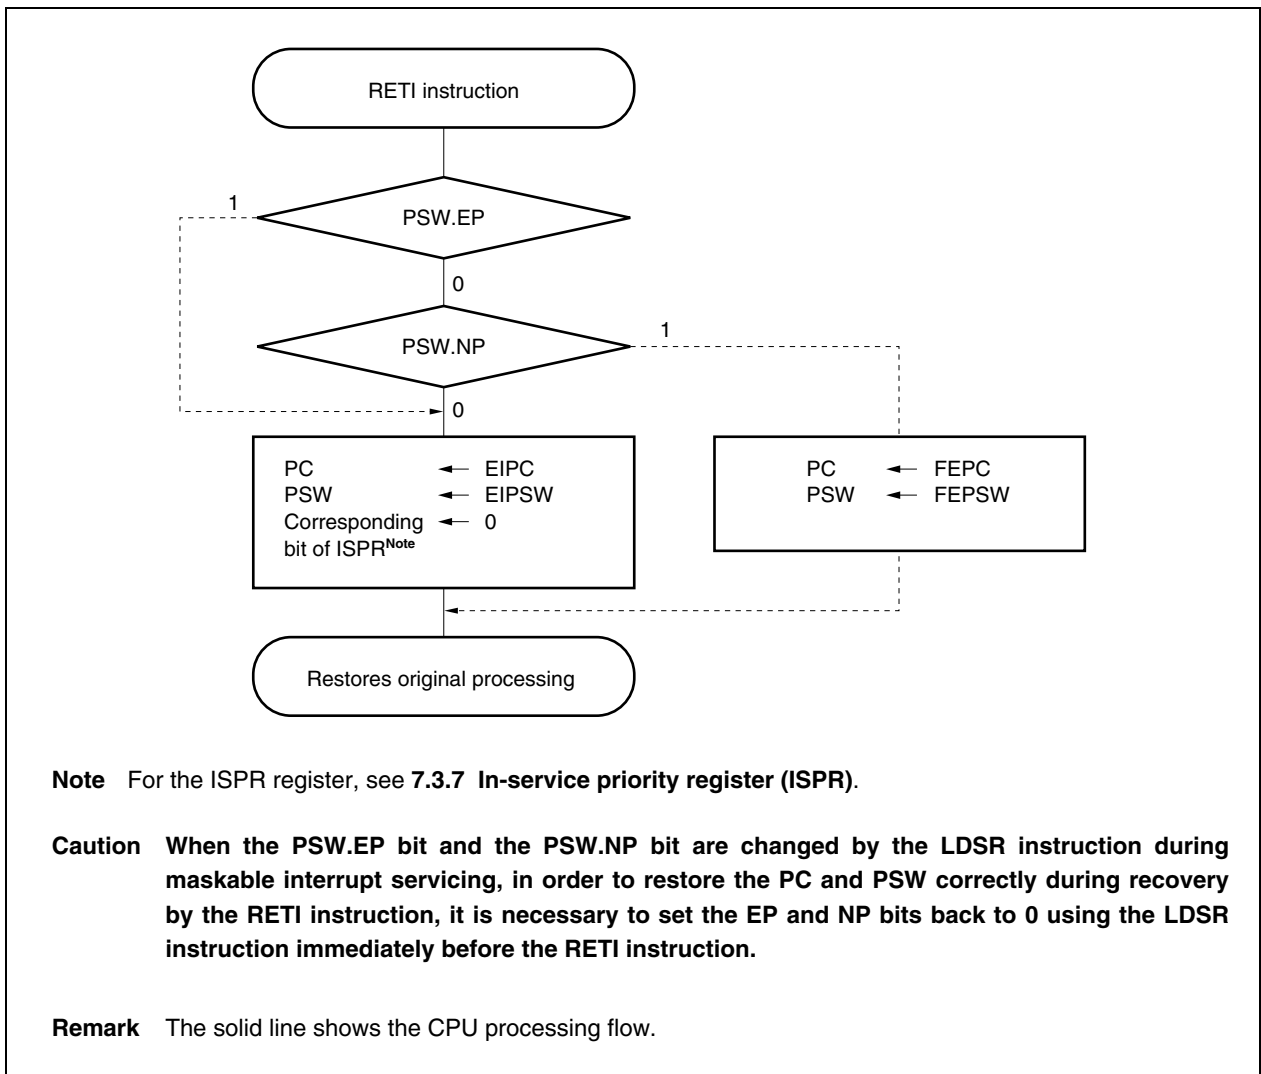 RETI instruction
1
PSW.EP
0
PSW.NP
1
0
PC ← EIPC
PSW ← EIPSW
Corresponding ← 0
bit of ISPRNote
PC ← FEPC
PSW ← FEPSW
Restores original processing
Note For the ISPR register, see 7.3.7 In-service priority register (ISPR).
Caution When the PSW.EP bit and the PSW.NP bit are changed by the LDSR instruction during
maskable interrupt servicing, in order to restore the PC and PSW correctly during recovery
by the RETI instruction, it is necessary to set the EP and NP bits back to 0 using the LDSR
instruction immediately before the RETI instruction.
Remark The solid line shows the CPU processing flow.